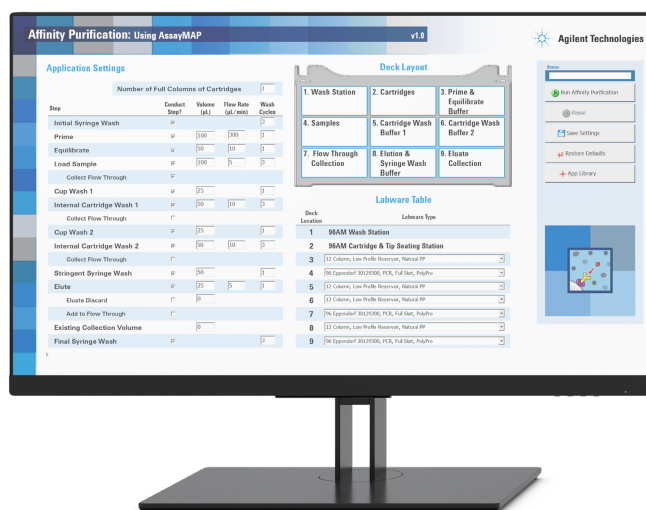 Affinity Purification: Using AssayMAP v1.0
Agilent Technologies
Application Settings
Number of Full Columns of Cartridges 1
Step Conduct Step? Volume (µL) Flow Rate (µL/min) Wash Cycles
Initial Syringe Wash 3
Prime 100 300 1
Equilibrate 50 10 1
Load Sample 100 5 1
Collect Flow Through
Cup Wash 1 25 1
Internal Cartridge Wash 1 50 10 3
Collect Flow Through
Cup Wash 2 25 1
Internal Cartridge Wash 2 50 10 3
Collect Flow Through
Stringent Syringe Wash 50 1
Elute 25 5 1
Eluate Discard 0
Add to Flow Through
Existing Collection Volume 0
Final Syringe Wash 3
Deck Layout
1. Wash Station
2. Cartridges
3. Prime &
Equilibrate
Buffer
4. Samples
5. Cartridge Wash
Buffer 1
6. Cartridge Wash
Buffer 2
7. Flow Through
Collection
8. Elution &
Syringe Wash
Buffer
9. Eluate
Collection
Labware Table
Deck Location Labware Type
1 96AM Wash Station
2 96AM Cartridge & Tip Seating Station
3 12 Column, Low Profile Reservoir, Natural PP
4 96 Eppendorf 30129300, PCR, Full Skirt, PolyPro
5 12 Column, Low Profile Reservoir, Natural PP
6 12 Column, Low Profile Reservoir, Natural PP
7 96 Eppendorf 30129300, PCR, Full Skirt, PolyPro
8 12 Column, Low Profile Reservoir, Natural PP
9 96 Eppendorf 30129300, PCR, Full Skirt, PolyPro
Status
Run Affinity Purification
Pause
Save Settings
Restore Defaults
App Library